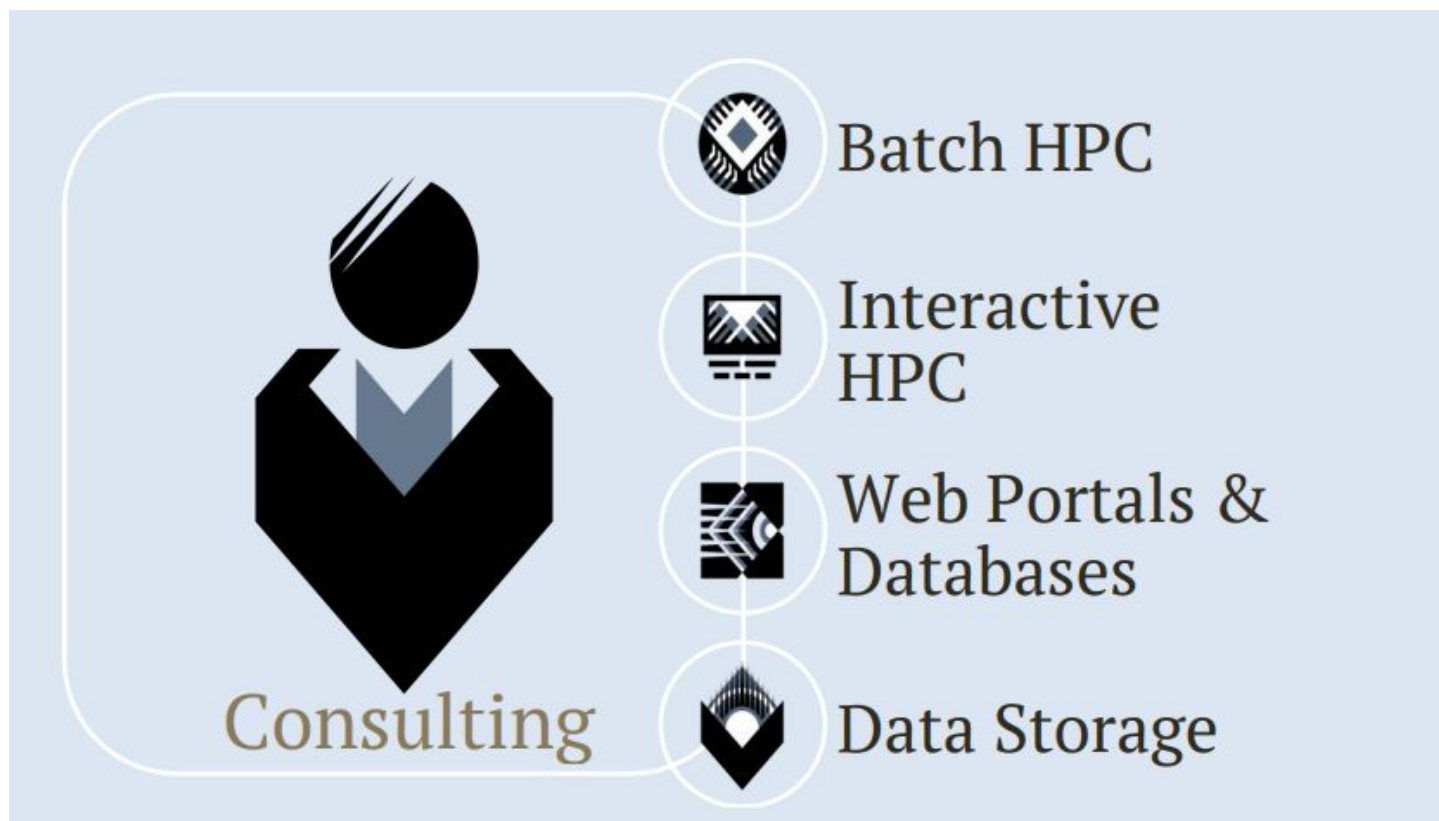 Batch HPC
Interactive
HPC
Web Portals &
Databases
Data Storage
Consulting